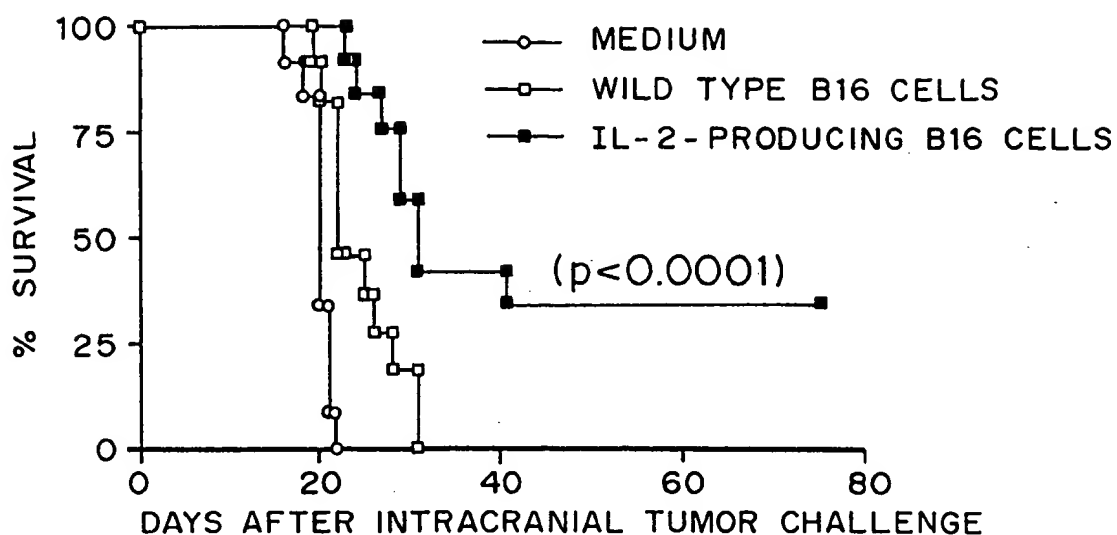 100
75
50
25
0
% SURVIVAL
MEDIUM
WILD TYPE B16 CELLS
IL-2-PRODUCING B16 CELLS
(p<0.0001)
0 20 40 60 80
DAYS AFTER INTRACRANIAL TUMOR CHALLENGE